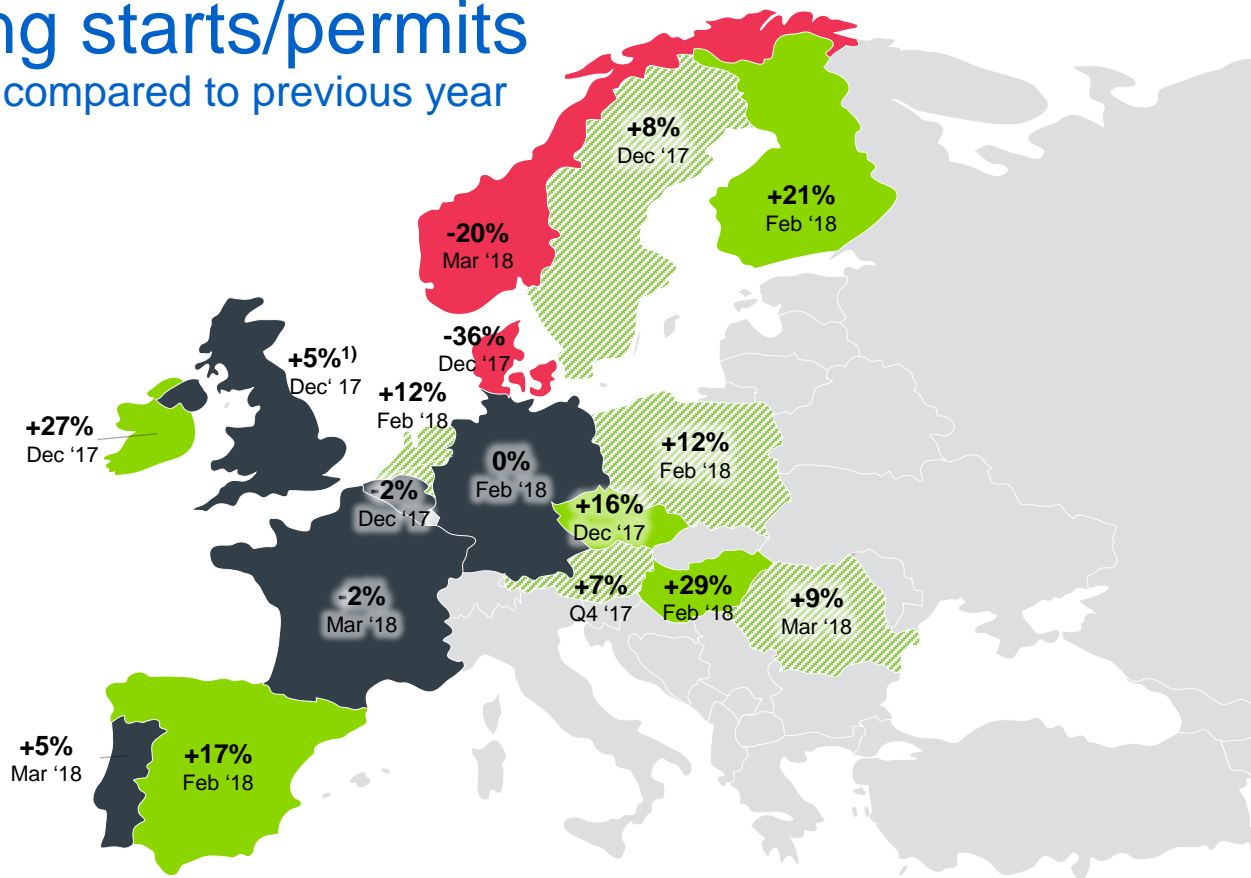 ng starts/permits
compared to previous year
+8%
Dec ‘17
+21%
Feb ‘18
-20%
Mar ‘18
-36%
Dec ‘17
+5%1)
Dec‘ 17
+12%
Feb ‘18
+27%
Dec ‘17
0%
Feb ‘18
+12%
Feb ‘18
-2%
Dec ‘17
+16%
Dec ‘17
+7%
Q4 ‘17
+29%
Feb ‘18
+9%
Mar ‘18
-2%
Mar ‘18
+5%
Mar ‘18
+17%
Feb ‘18